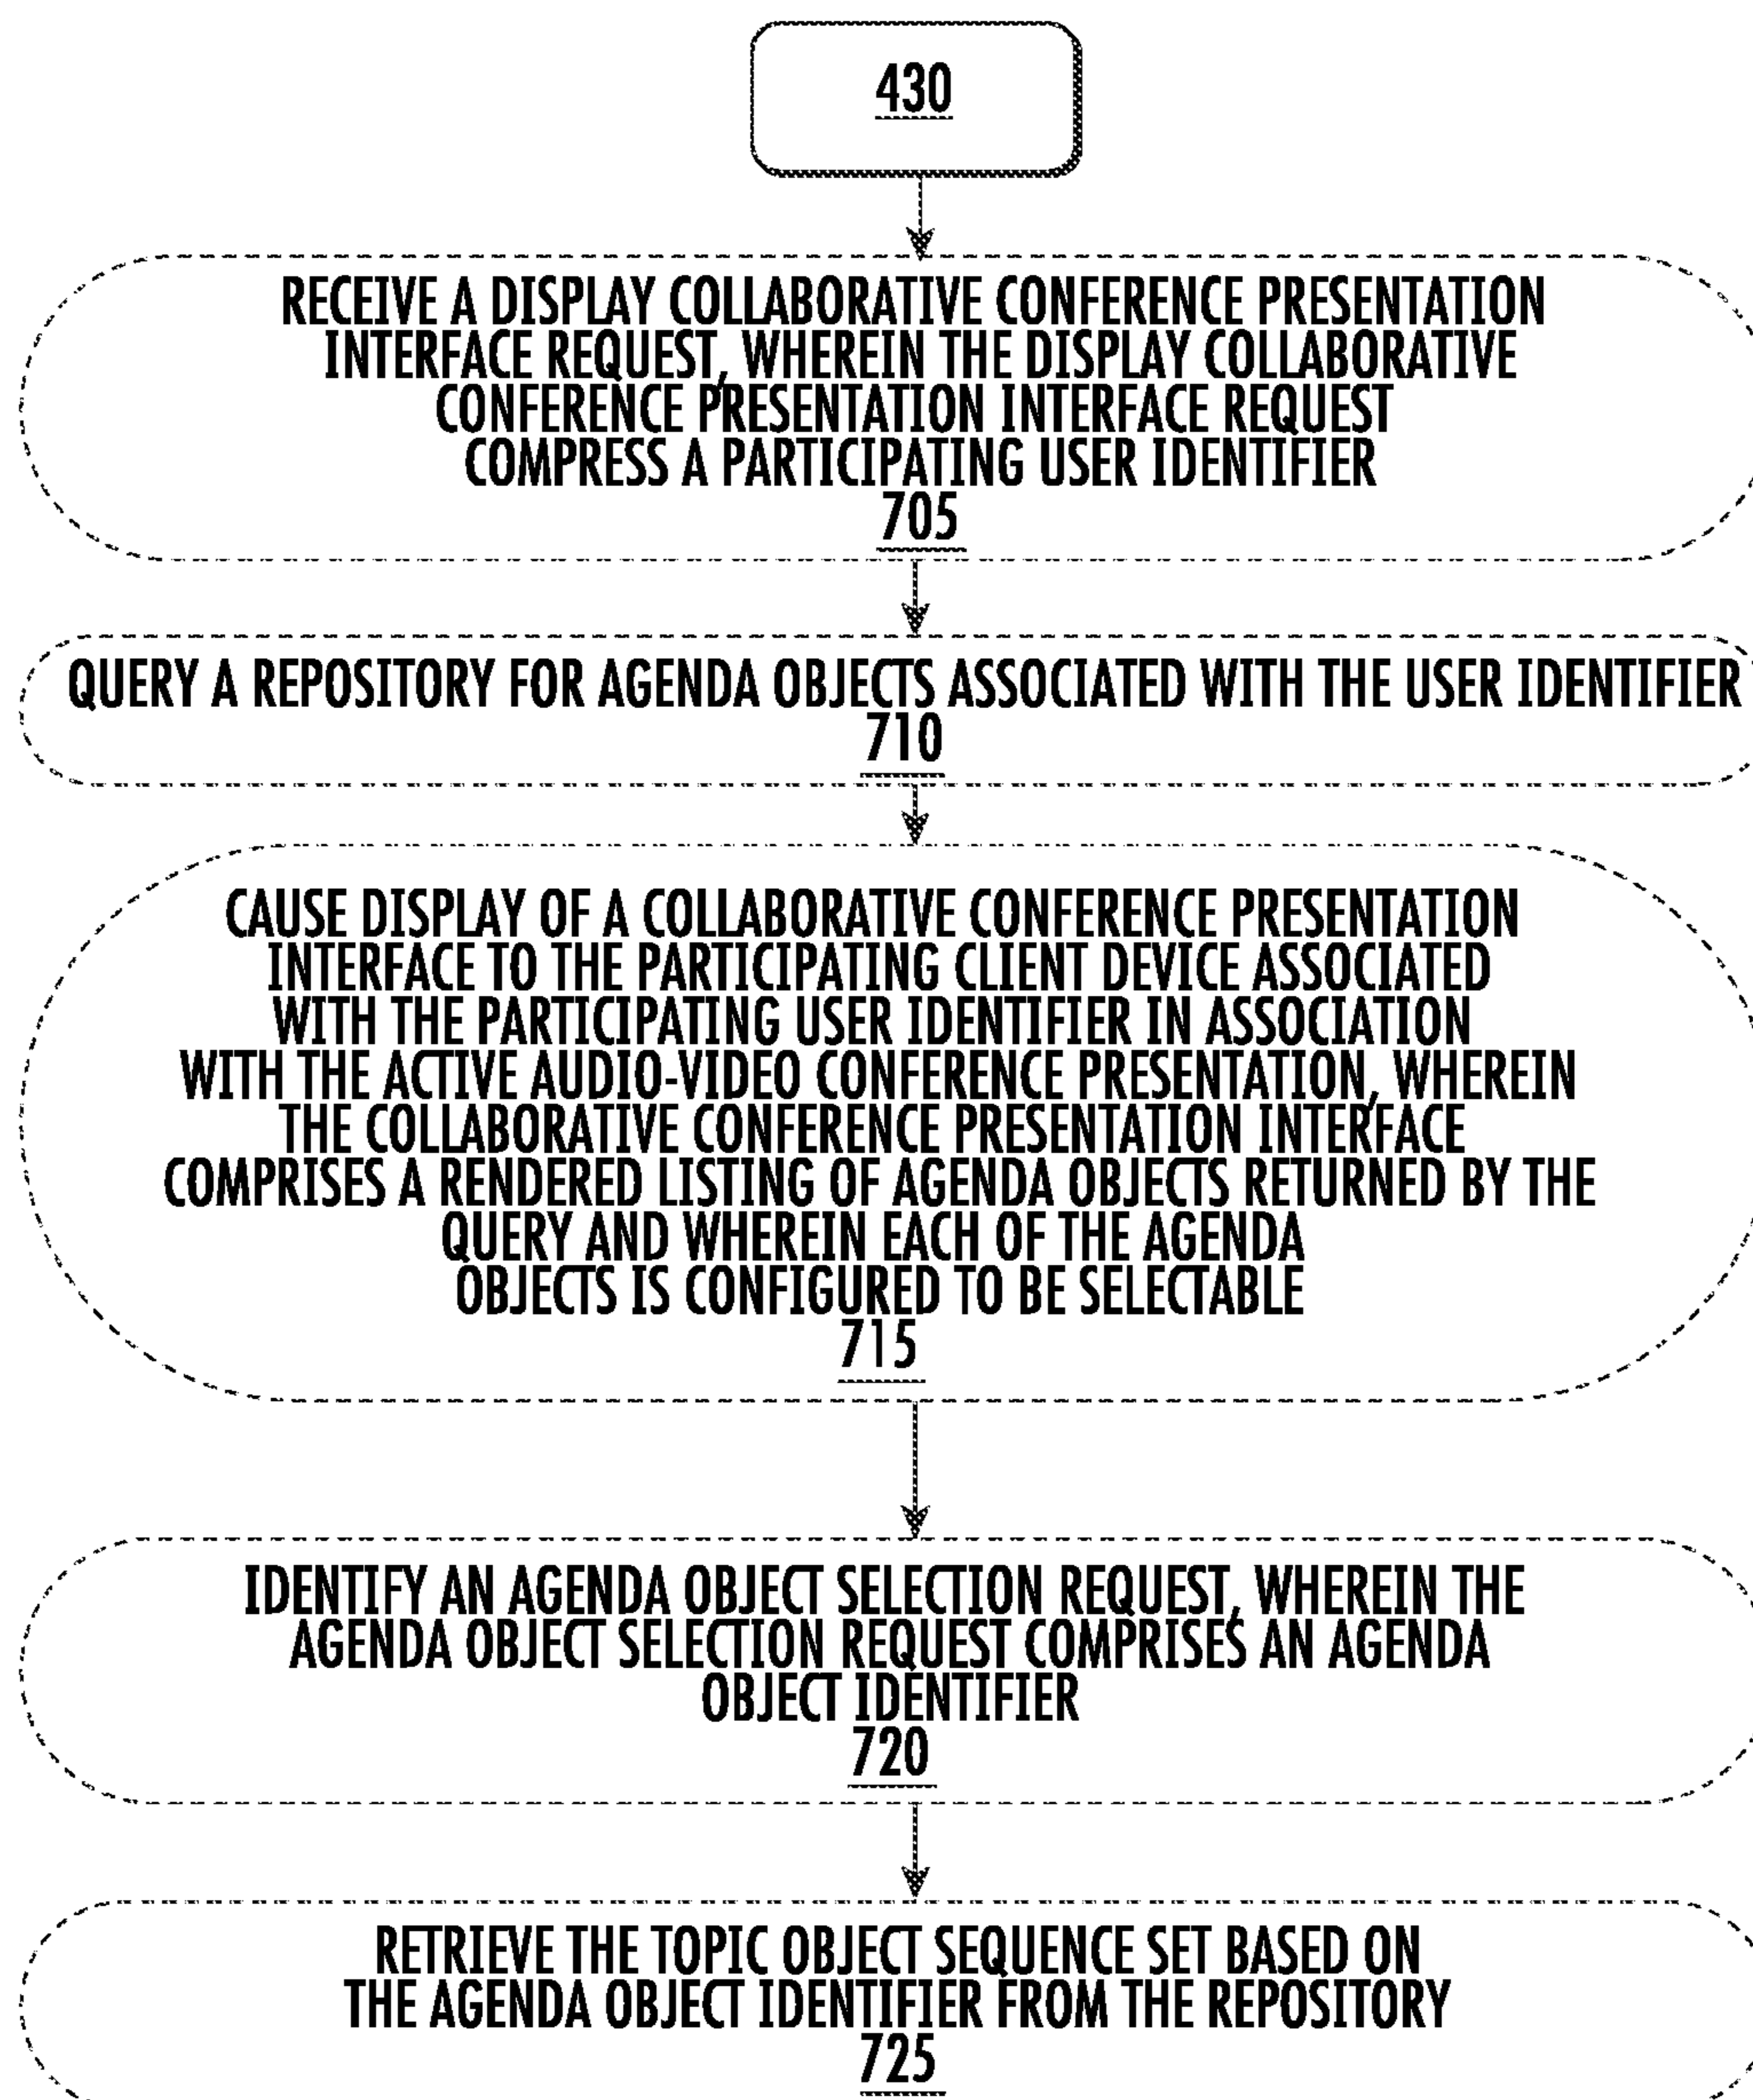 430
RECEIVE A DISPLAY COLLABORATIVE CONFERENCE PRESENTATION
INTERFACE REQUEST, WHEREIN THE DISPLAY COLLABORATIVE
CONFERENCE PRESENTATION INTERFACE REQUEST
COMPRESS A PARTICIPATING USER IDENTIFIER
705
QUERY A REPOSITORY FOR AGENDA OBJECTS ASSOCIATED WITH THE USER IDENTIFIER
710
CAUSE DISPLAY OF A COLLABORATIVE CONFERENCE PRESENTATION
INTERFACE TO THE PARTICIPATING CLIENT DEVICE ASSOCIATED
WITH THE PARTICIPATING USER IDENTIFIER IN ASSOCIATION
WITH THE ACTIVE AUDIO-VIDEO CONFERENCE PRESENTATION, WHEREIN
THE COLLABORATIVE CONFERENCE PRESENTATION INTERFACE
COMPRISES A RENDERED LISTING OF AGENDA OBJECTS RETURNED BY THE
QUERY AND WHEREIN EACH OF THE AGENDA
OBJECTS IS CONFIGURED TO BE SELECTABLE
715
IDENTIFY AN AGENDA OBJECT SELECTION REQUEST, WHEREIN THE
AGENDA OBJECT SELECTION REQUEST COMPRISES AN AGENDA
OBJECT IDENTIFIER
720
RETRIEVE THE TOPIC OBJECT SEQUENCE SET BASED ON
THE AGENDA OBJECT IDENTIFIER FROM THE REPOSITORY
725